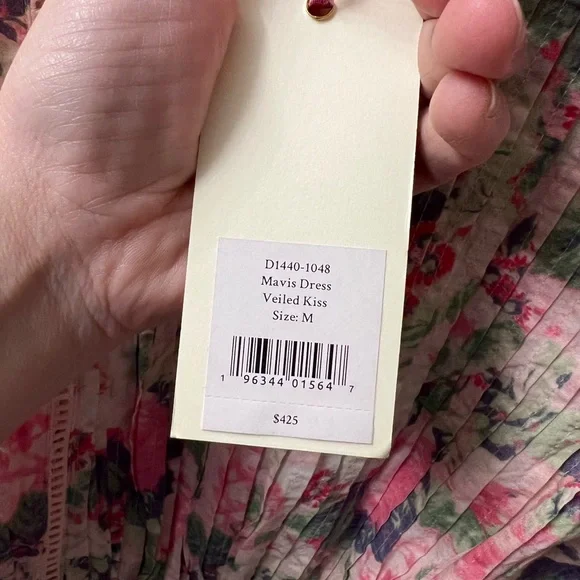 D1440-1048
Mavis Dress
Veiled Kiss
Size: M
1 96344 01564 7
$425